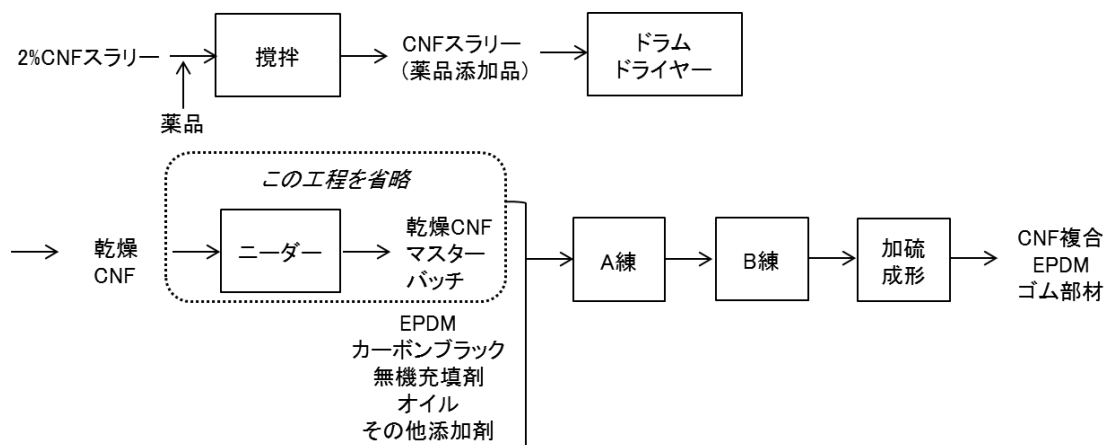 2%CNFスラリー
薬品
撹拌
CNFスラリー
(薬品添加品)
ドラム
ドライヤー
この工程を省略
乾燥
CNF
ニーダー
乾燥CNF
マスター
バッチ
EPDM
カーボンブラック
無機充填剤
オイル
その他添加剤
A練
B練
加硫
成形
CNF複合
EPDM
ゴム部材